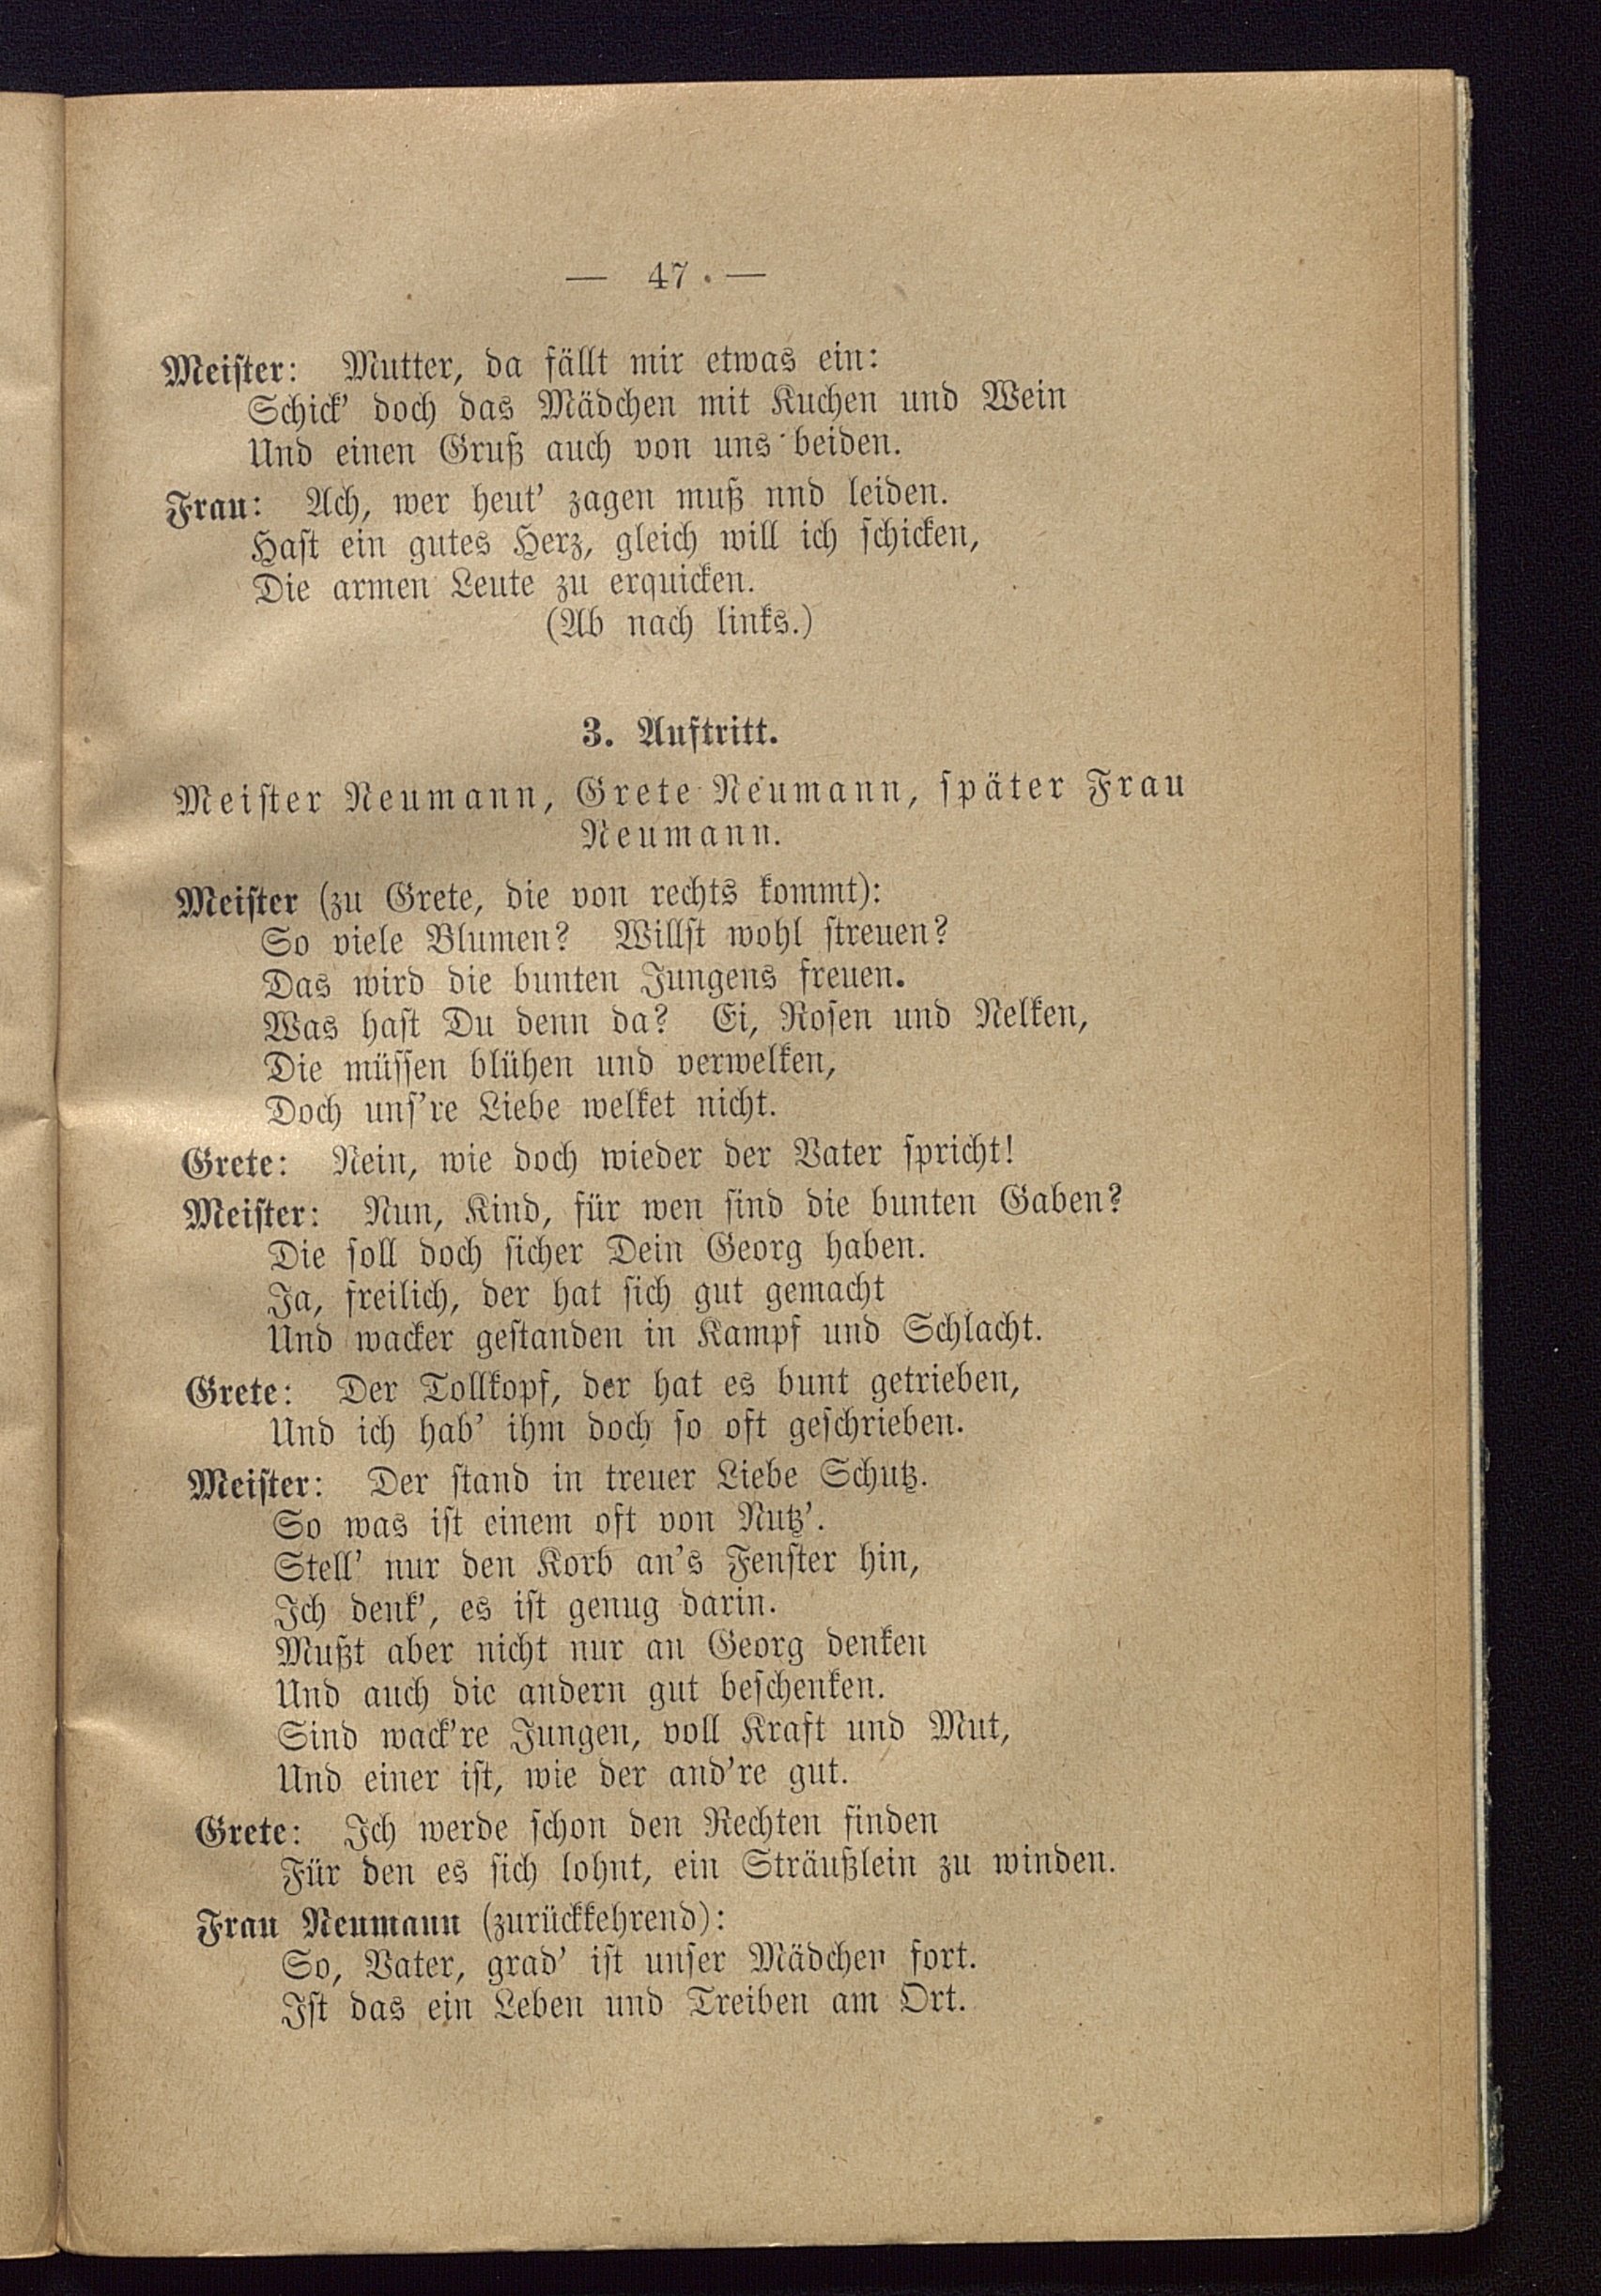 — 47 . —
Meister: Mutter, da fällt mir etwas ein:
Schick' doch das Mädchen mit Kuchen und Wein
Und einen Gruß auch von uns beiden.
Frau: Ach, wer heut' zagen muß nnd leiden.
Hast ein gutes Herz, gleich will ich schicken,
Die armen Leute zu erquicken.
(Ab nach links.)
3. Auftritt.
Meister Neumann, Grete Neumann, später Frau
Neumann.
Meister (zu Grete, die von rechts kommt):
So viele Blumen? Willst wohl streuen?
Das wird die bunten Jungens freuen.
Was hast Du denn da? Ei, Rosen und Nelken,
Die müssen blühen und verwelken,
Doch uns're Liebe welket nicht.
Grete: Nein, wie doch wieder der Vater spricht!
Meister: Nun, Kind, für wen sind die bunten Gaben?
Die soll doch sicher Dein Georg haben.
Ja, freilich, der hat sich gut gemacht
Und wacker gestanden in Kampf und Schlacht.
Grete: Der Tollkopf, der hat es bunt getrieben,
Und ich hab' ihm doch so oft geschrieben.
Meister: Der stand in treuer Liebe Schutz.
So was ist einem oft von Nutz'.
Stell' nur den Korb an's Fenster hin,
Ich denk', es ist genug darin.
Mußt aber nicht nur an Georg denken
Und auch die andern gut beschenken.
Sind wack're Jungen, voll Kraft und Mut,
Und einer ist, wie der and're gut.
Grete: Ich werde schon den Rechten finden
Für den es sich lohnt, ein Sträußlein zu winden.
Frau Neumann (zurückkehrend):
So, Vater, grad' ist unser Mädchen fort.
Ist das ein Leben und Treiben am Ort.